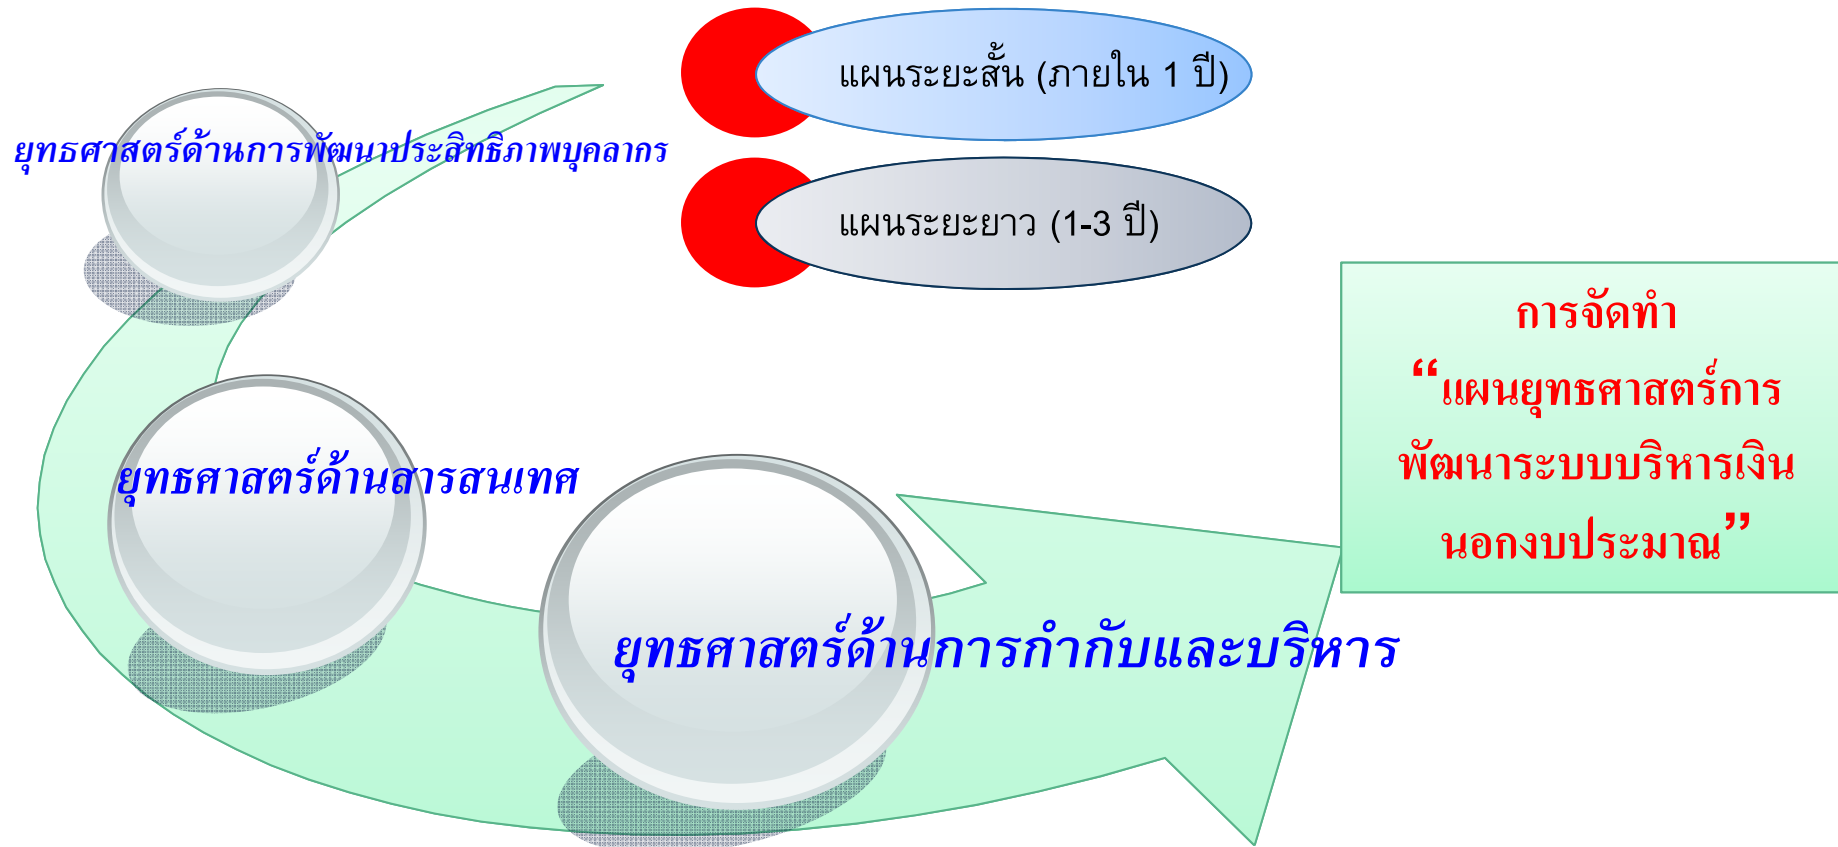 แผนระยะสั้น (ภายใน 1 ปี)
ยุทธศาสตร์ด้านการพัฒนาประสิทธิภาพบุคลากร
แผนระยะยาว (1-3 ปี)
การจัดทำ
“แผนยุทธศาสตร์การ
พัฒนาระบบบริหารเงิน
นอกงบประมาณ”
ยุทธศาสตร์ด้านสารสนเทศ
ยุทธศาสตร์ด้านการกำกับและบริหาร